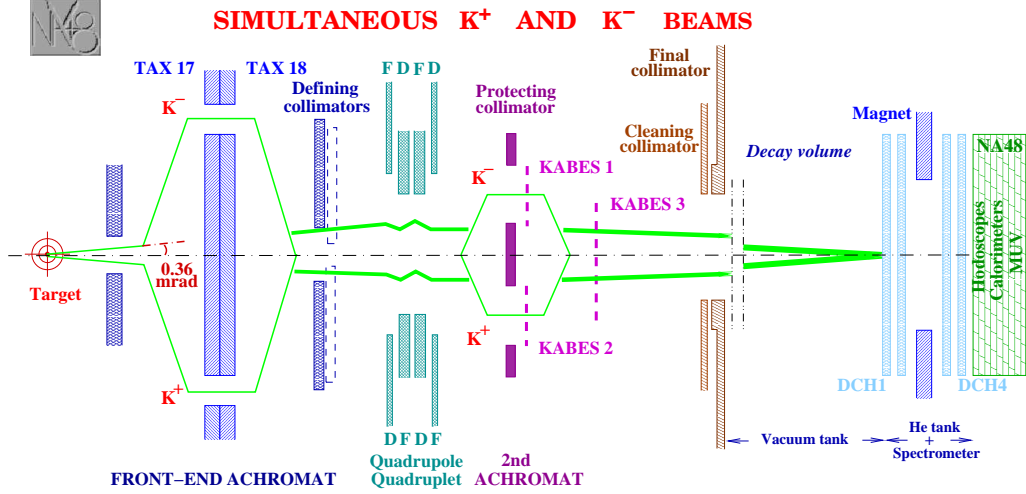 NA48
SIMULTANEOUS K+ AND K− BEAMS
TAX 17
TAX 18
K−
Defining
collimators
F D F D
Protecting
collimator
Final
collimator
Cleaning
collimator
Decay volume
Magnet
NA48
K−
KABES 1
KABES 3
0.36
mrad
Target
Hodoscopes
Calorimeters
MUV
K+
KABES 2
K+
DCH1
DCH4
D F D F
Quadrupole
Quadruplet
2nd
ACHROMAT
FRONT−END ACHROMAT
Vacuum tank
He tank
+
Spectrometer